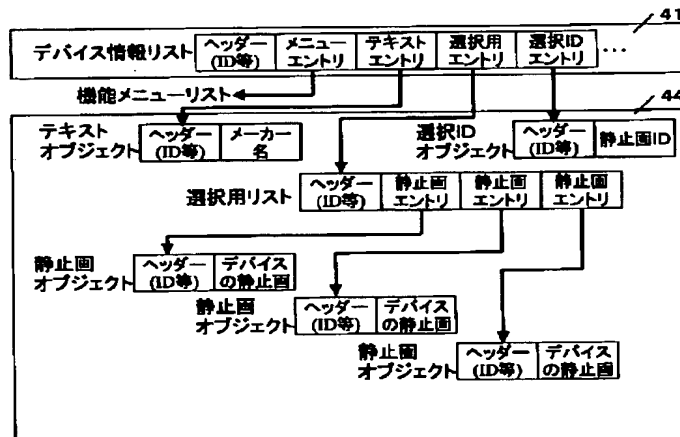 41
デバイス情報リスト
ヘッダー
(ID等)
メニュー
エントリ
テキスト
エントリ
選択用
エントリ
選択ID
エントリ
...
機能メニューリスト
44
テキスト
オブジェクト
ヘッダー
(ID等)
メーカー
名
選択ID
オブジェクト
ヘッダー
(ID等)
静止画ID
選択用リスト
ヘッダー
(ID等)
静止画
エントリ
静止画
エントリ
静止画
エントリ
静止画
オブジェクト
ヘッダー
(ID等)
デバイス
の静止画
静止画
オブジェクト
ヘッダー
(ID等)
デバイス
の静止画
静止画
オブジェクト
ヘッダー
(ID等)
デバイス
の静止画